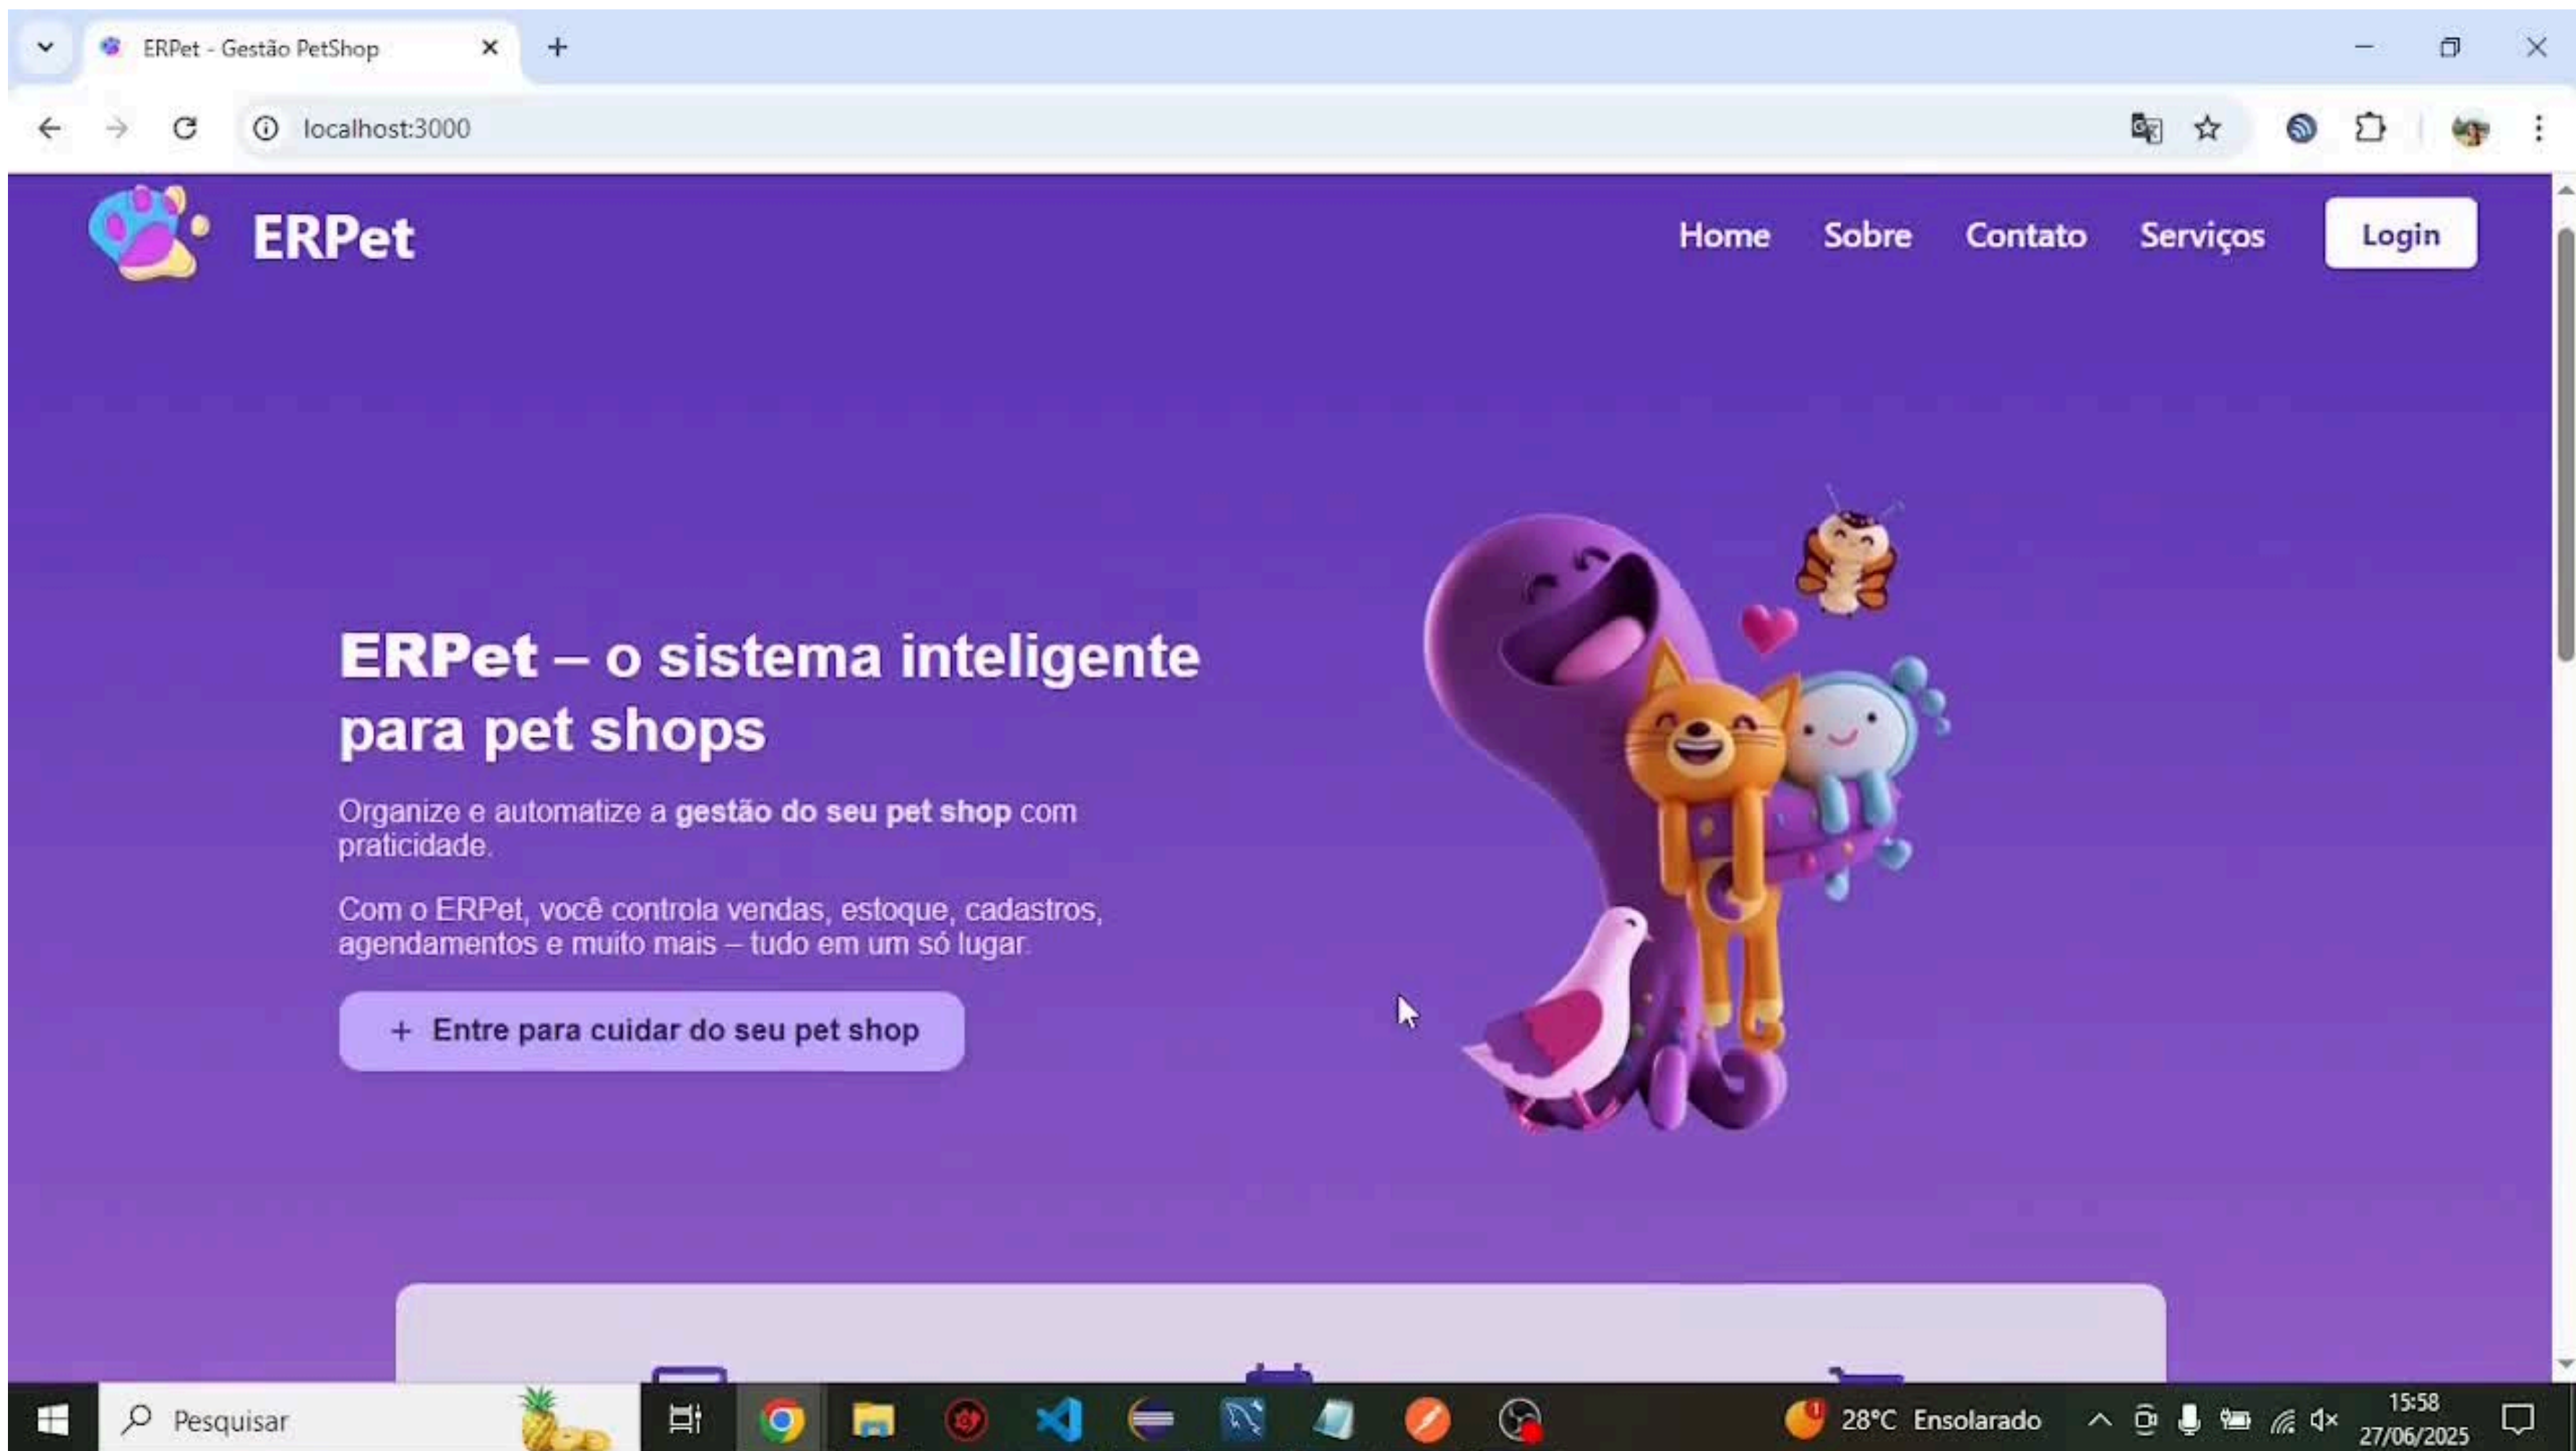 ERPet - Gestão PetShop
localhost:3000
ERPet
Home Sobre Contato Serviços Login
ERPet – o sistema inteligente
para pet shops
Organize e automatize a gestão do seu pet shop com
praticidade.
Com o ERPet, você controla vendas, estoque, cadastros,
agendamentos e muito mais – tudo em um só lugar.
+ Entre para cuidar do seu pet shop
Pesquisar
28°C Ensolarado
15:58
27/06/2025